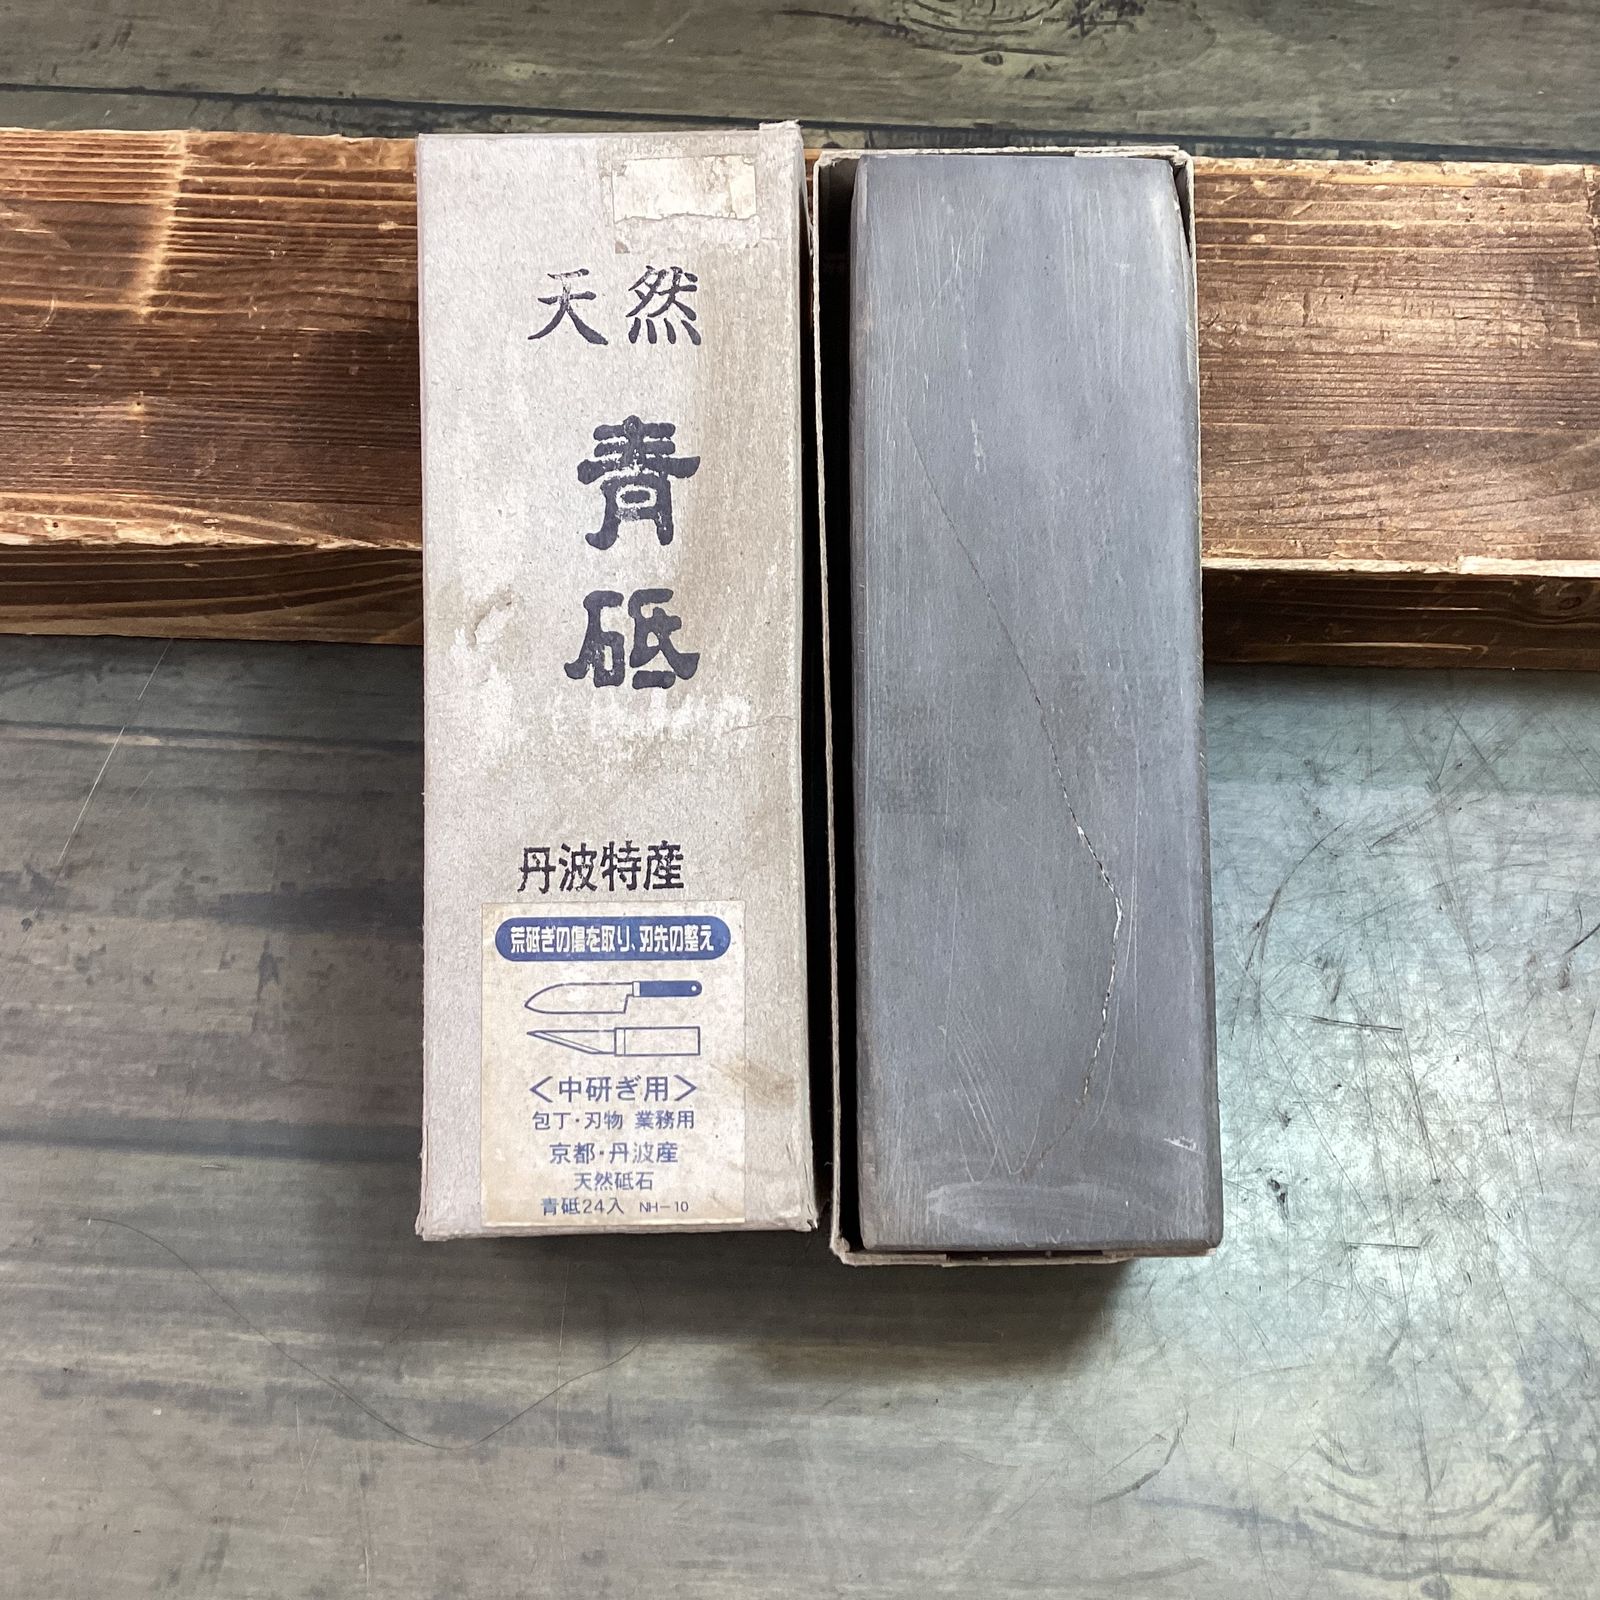 天然
青砥
丹波特産
荒砥ぎの傷を取り、刃先の整え
<中研ぎ用>
包丁・刃物 業務用
京都・丹波産
天然砥石
青砥24入 NH-10